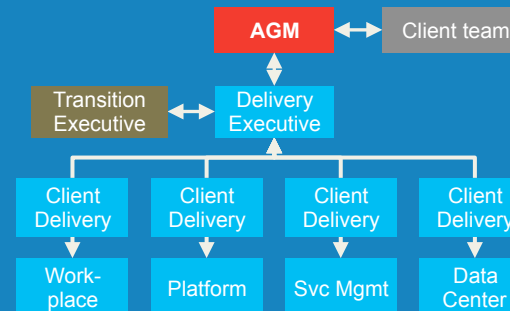 AGM
Client team
Transition
Executive
Delivery
Executive
Client
Delivery
Client
Delivery
Client
Delivery
Client
Delivery
Work-
place
Platform
Svc Mgmt
Data
Center